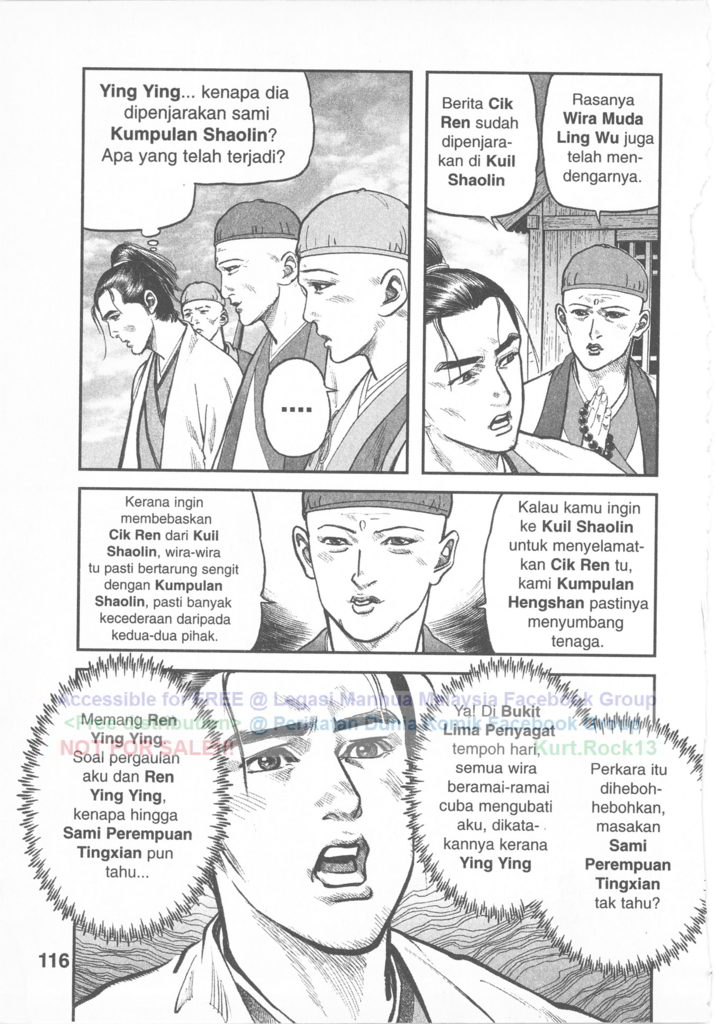 Rasanya
Wira Muda
Ling Wu juga
telah men-
dengarnya.
Berita Cik
Ren sudah
dipenjara-
kan di Kuil
Shaolin
Ying Ying... kenapa dia
dipenjarakan sami
Kumpulan Shaolin?
Apa yang telah terjadi?
....
Kalau kamu ingin
ke Kuil Shaolin
untuk menyelamat-
kan Cik Ren tu,
kami Kumpulan
Hengshan pastinya
menyumbang
tenaga.
Kerana ingin
membebaskan
Cik Ren dari Kuil
Shaolin, wira-wira
tu pasti bertarung sengit
dengan Kumpulan
Shaolin, pasti banyak
kecederaan daripada
kedua-dua pihak.
Accessible for FREE @ Legasi Manhua Malaysia Facebook Group
<Free Distribution> @ Peminatan Dunia Komik Facebook Group
NOT FOR SALE!! Kurt.Rock13
Perkara itu
diheboh-
hebohkan,
masakan
Sami
Perempuan
Tingxian
tak tahu?
Ya! Di Bukit
Lima Penyagat
tempoh hari,
semua wira
beramai-ramai
cuba mengubati
aku, dikata-
kannya kerana
Ying Ying
Memang Ren
Ying Ying.
Soal pergaulan
aku dan Ren
Ying Ying,
kenapa hingga
Sami Perempuan
Tingxian pun
tahu...
116